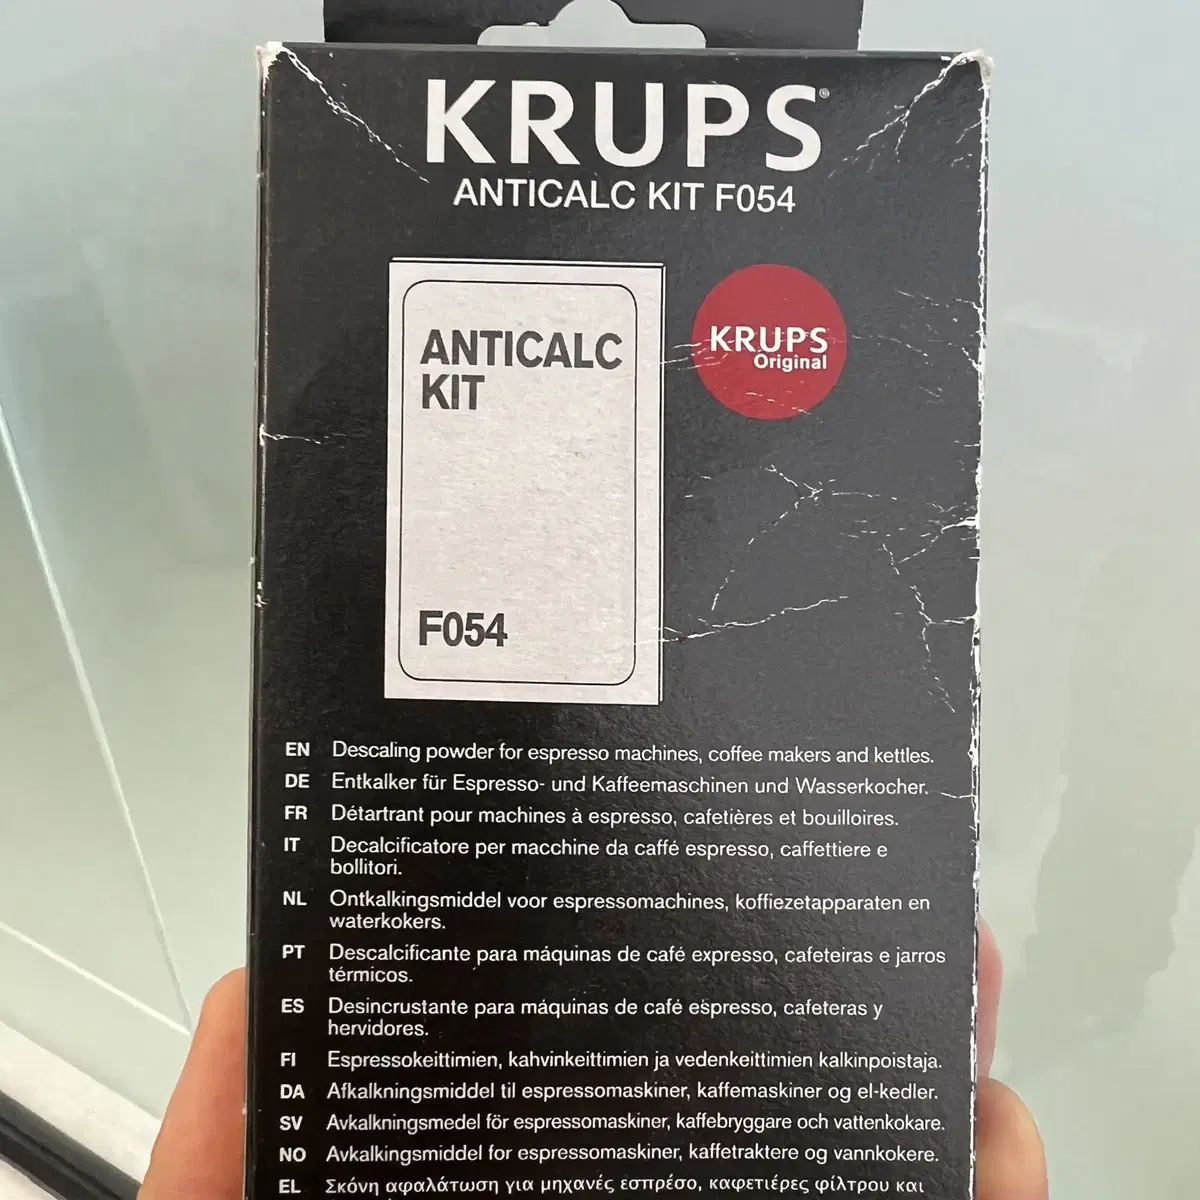 KRUPS®
ANTICALC KIT F054
ANTICALC
KIT
F054
KRUPS
Original
EN Descaling powder for espresso machines, coffee makers and kettles.
DE Entkalker für Espresso- und Kaffeemaschinen und Wasserkocher.
FR Détartrant pour machines à espresso, cafetières et bouilloires.
IT Decalcificatore per macchine da caffé espresso, caffettiere e
bollitori.
NL Ontkalkingsmiddel voor espressomachines, koffiezetapparaten en
waterkokers.
PT Descalcificante para máquinas de café expresso, cafeteiras e jarros
térmicos.
ES Desincrustante para máquinas de café espresso, cafeteras y
hervidores.
FI Espressokeittimien, kahvinkeittimien ja vedenkeittimien kalkinpoistaja.
DA Afkalkningsmiddel til espressomaskiner, kaffemaskiner og el-kedler.
SV Avkalkningsmedel för espressomaskiner, kaffebryggare och vattenkokare.
NO Avkalkingsmiddel for espressomaskiner, kaffetraktere og vannkokere.
EL Σκόνη αφαλάτωση για μηχανές εσπρέσο, καφετιέρες φίλτρου και